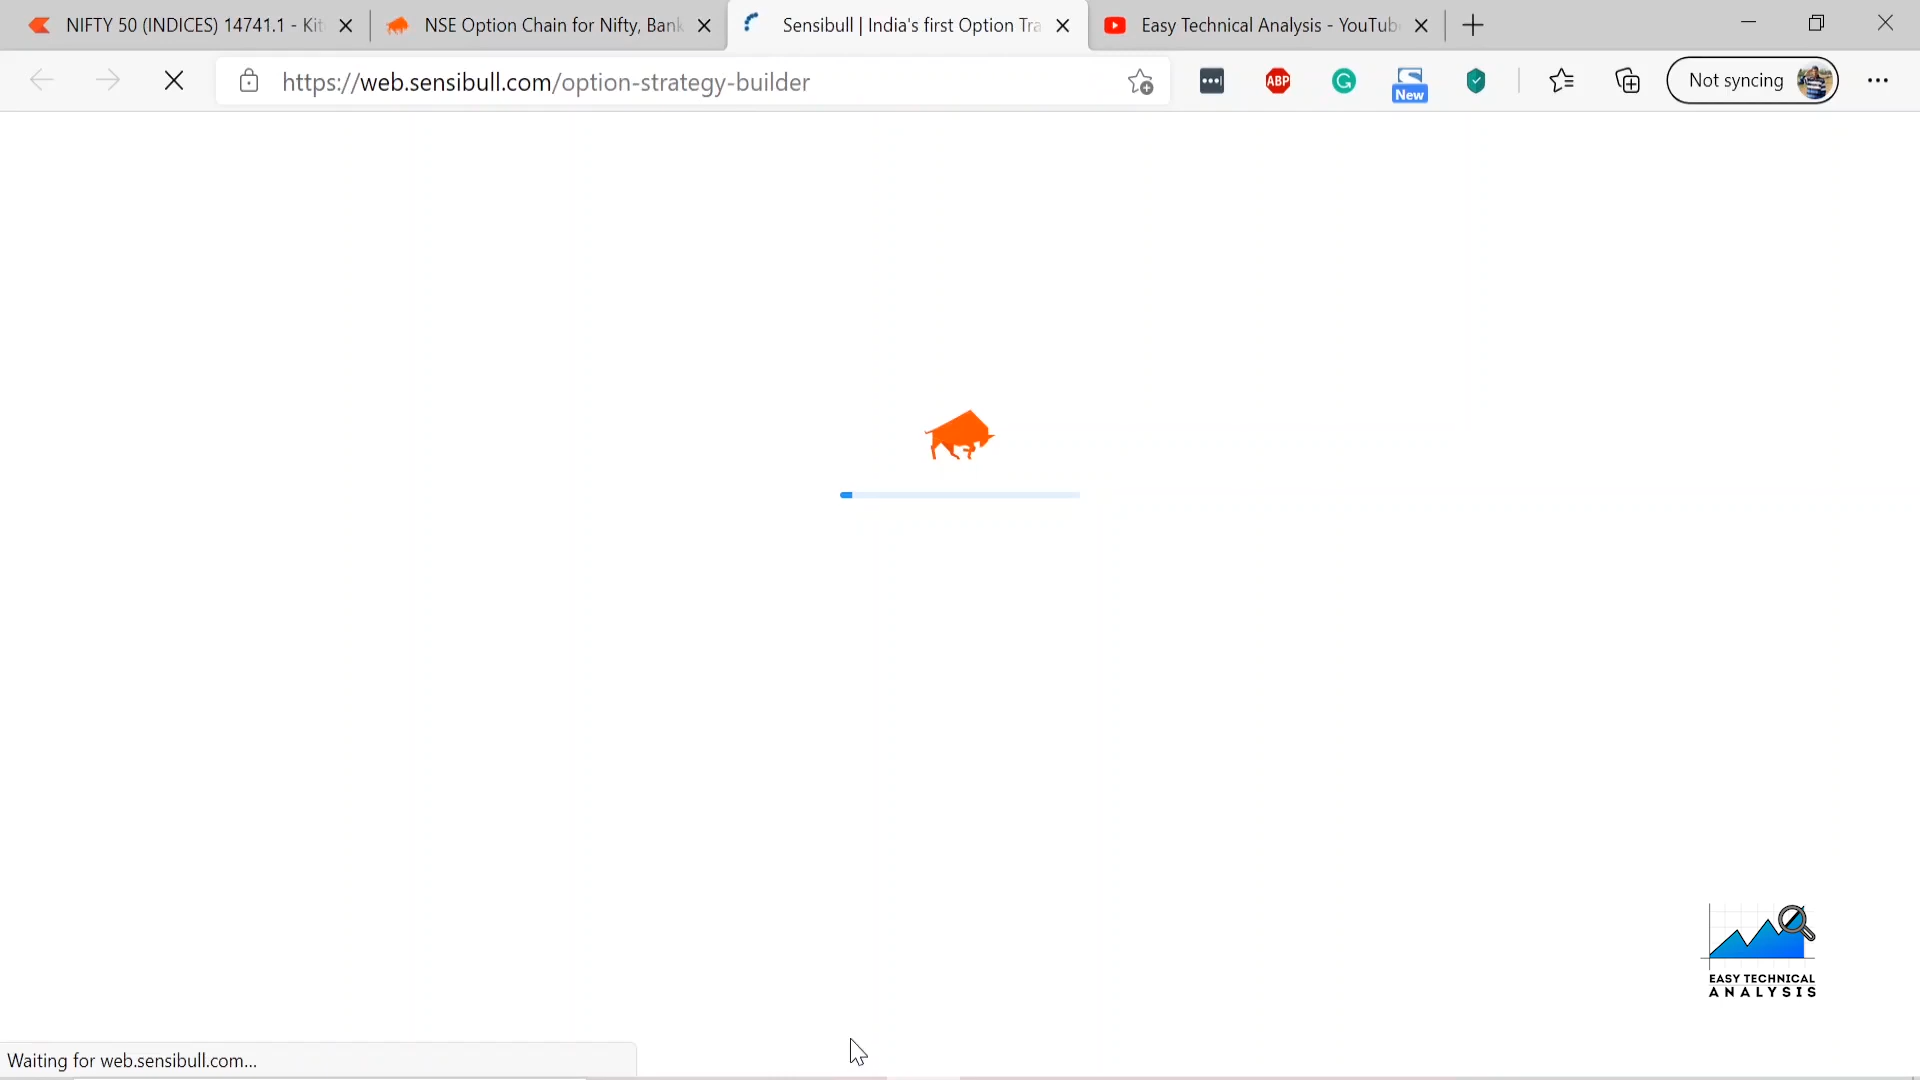 NIFTY 50 (INDICES) 14741.1 - Kit
NSE Option Chain for Nifty, Bank
Sensibull | India's first Option Tra
Easy Technical Analysis - YouTub
https://web.sensibull.com/option-strategy-builder
ABP
G
New
Not syncing
EASY TECHNICAL
ANALYSIS
Waiting for web.sensibull.com...